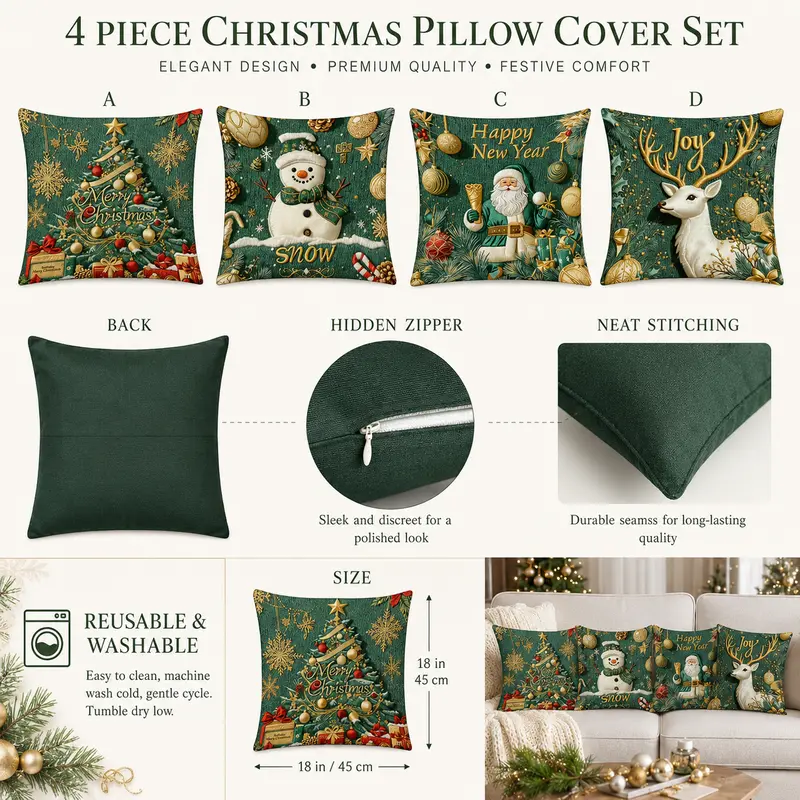 4 PIECE CHRISTMAS PILLOW COVER SET
ELEGANT DESIGN • PREMIUM QUALITY • FESTIVE COMFORT
A B C D
Merry
Christmas
SNOW
Happy
New Year
Joy
BACK
HIDDEN ZIPPER
NEAT STITCHING
Sleek and discreet for a
polished look
Durable seamss for long-lasting
quality
REUSABLE &
WASHABLE
Easy to clean, machine
wash cold, gentle cycle.
Tumble dry low.
SIZE
Merry
Christmas
18 in
45 cm
18 in / 45 cm
Merry
Christmas
SNOW
Happy
New Year
Joy